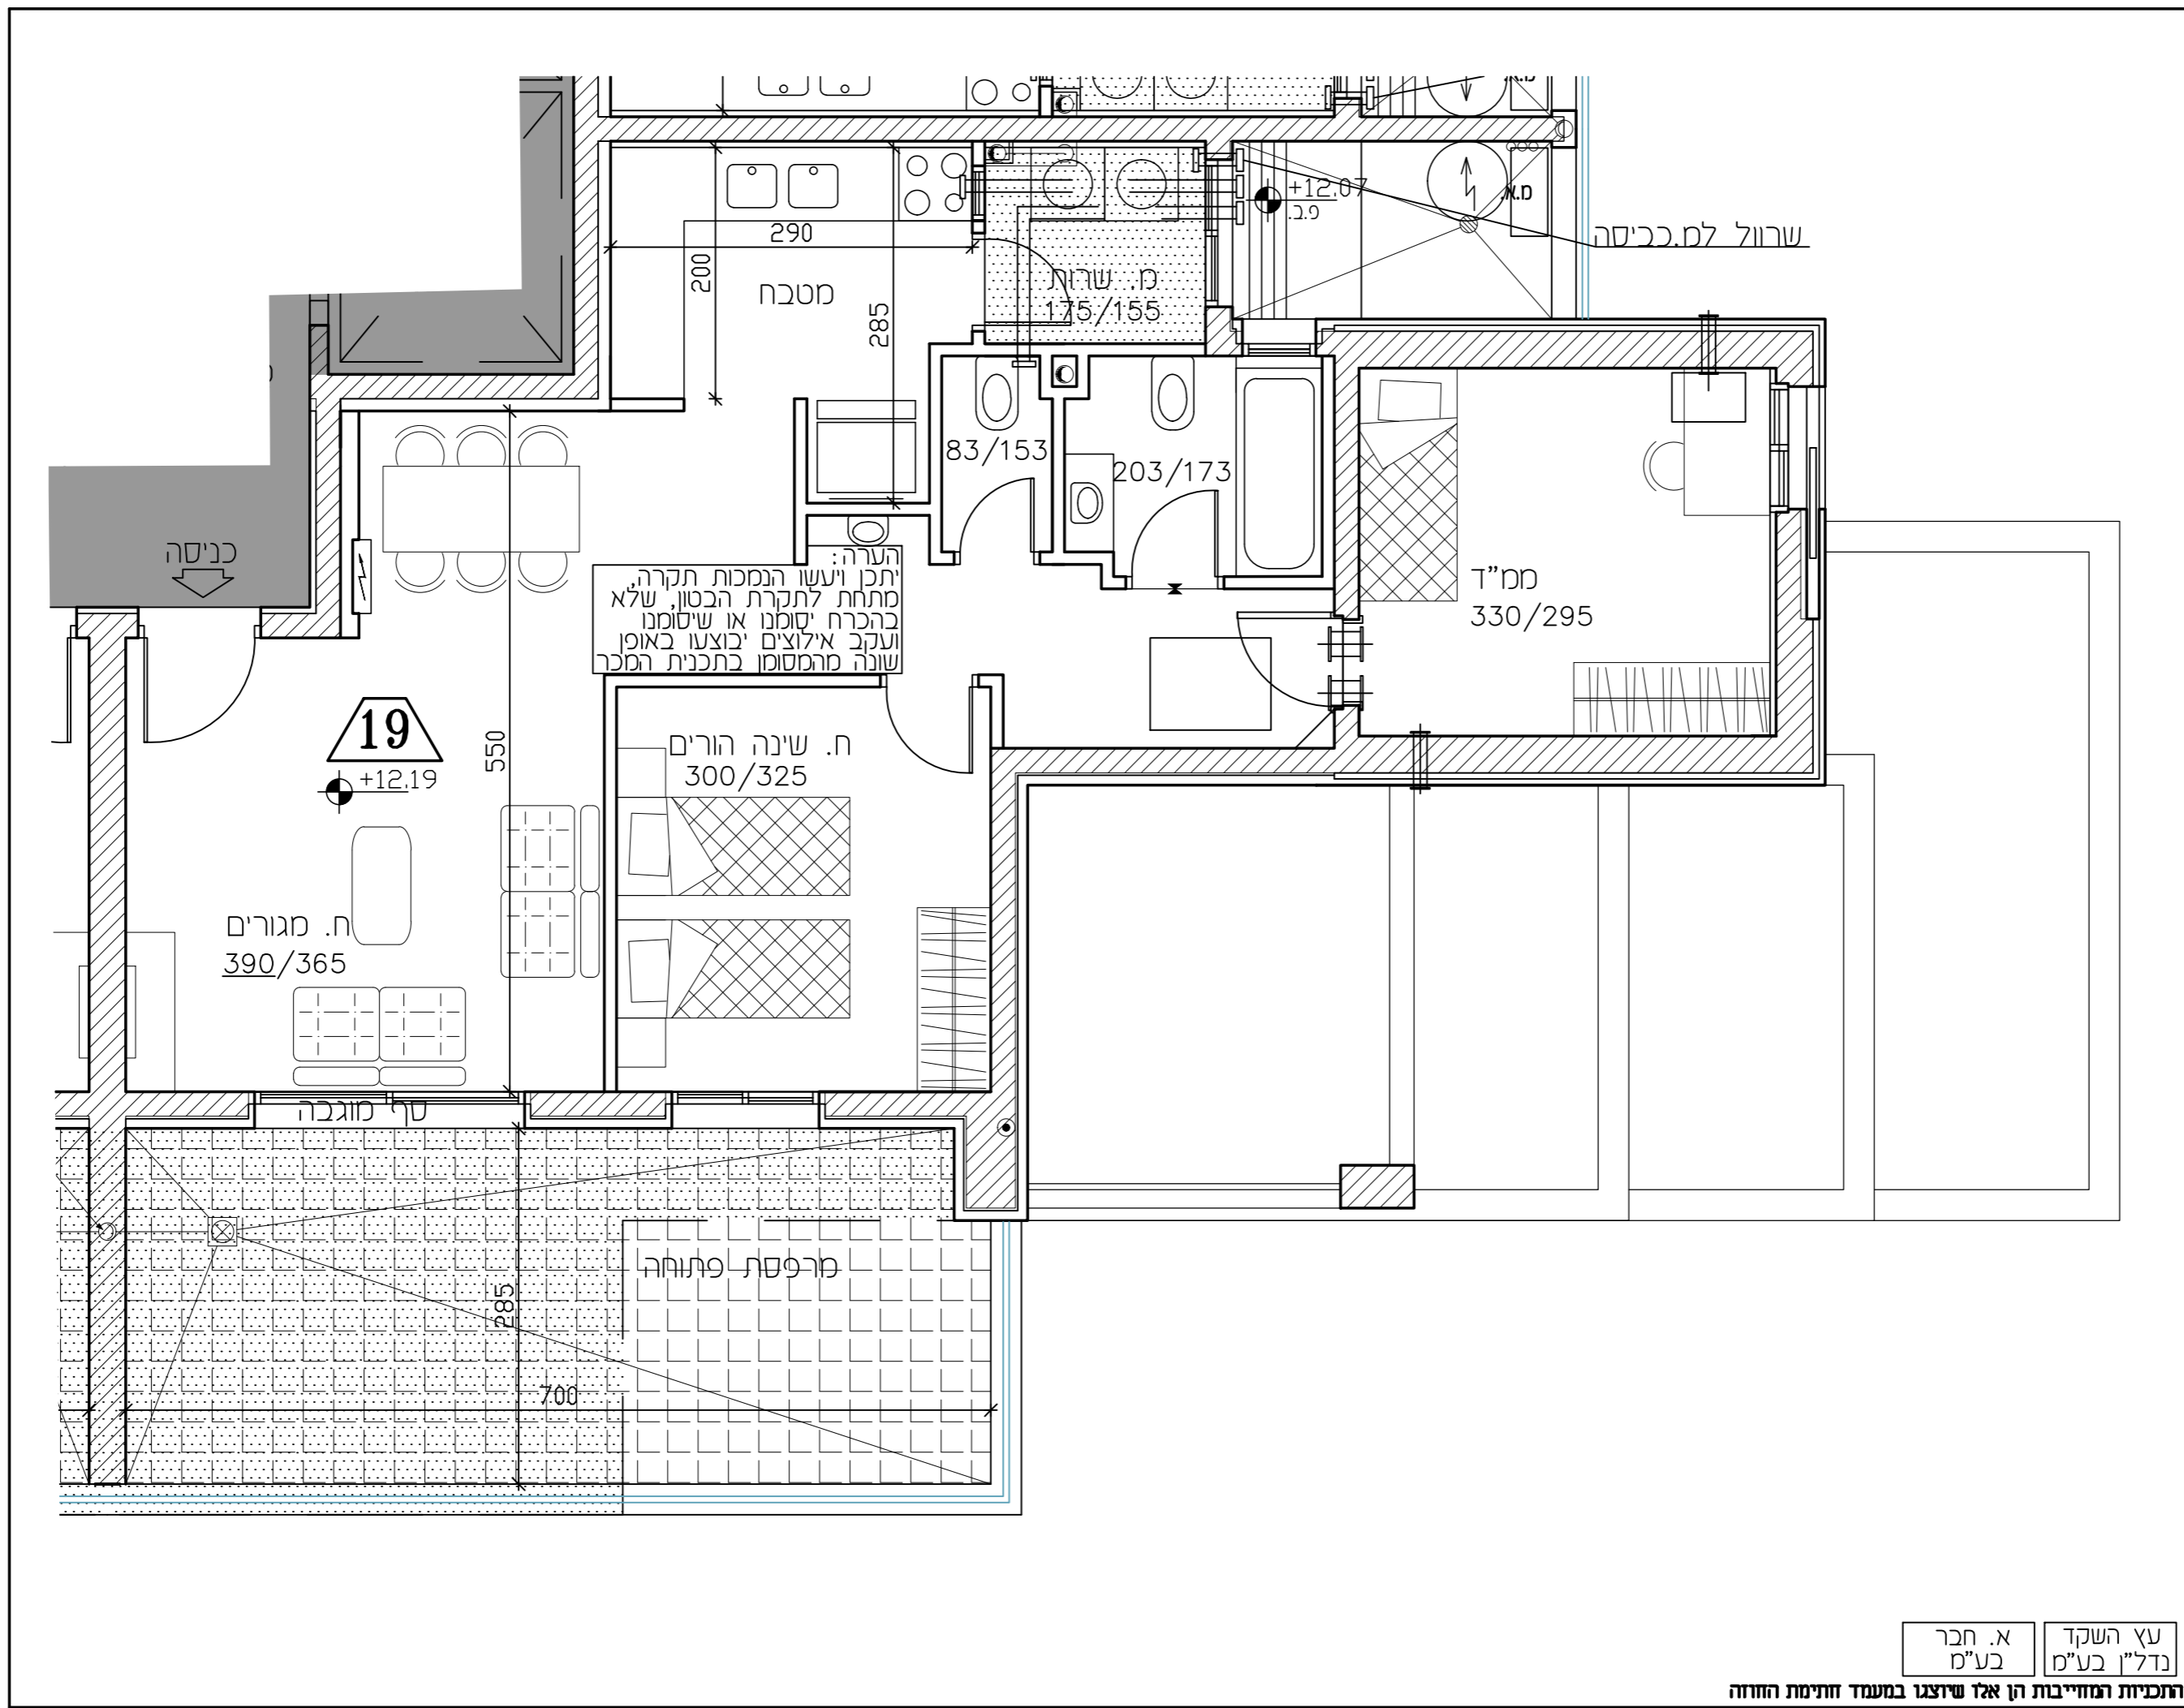 מ.א.
+12.07
פ.ב.
מ.א.
שרוול למ.כביסה
290
200
מטבח
285
מ. שרות
175/155
83/153
203/173
כניסה
הערה:
יתכן ויעשו הנמכות תקרה,
מתחת לתקרת הבטון, שלא
בהכרח יסומנו או שיסומנו
ועקב אילוצים יבוצעו באופן
שונה מהמסומן בתכנית המכר
ממ"ד
330/295
19
+12.19
550
ח. שינה הורים
300/325
ח. מגורים
390/365
סף מוגבה
מרפסת פתוחה
285
700
עץ השקד
נדל"ן בע"מ
א. חבר
בע"מ
התכניות המחייבות הן אלו שיוצגו במעמד חתימת החוזה